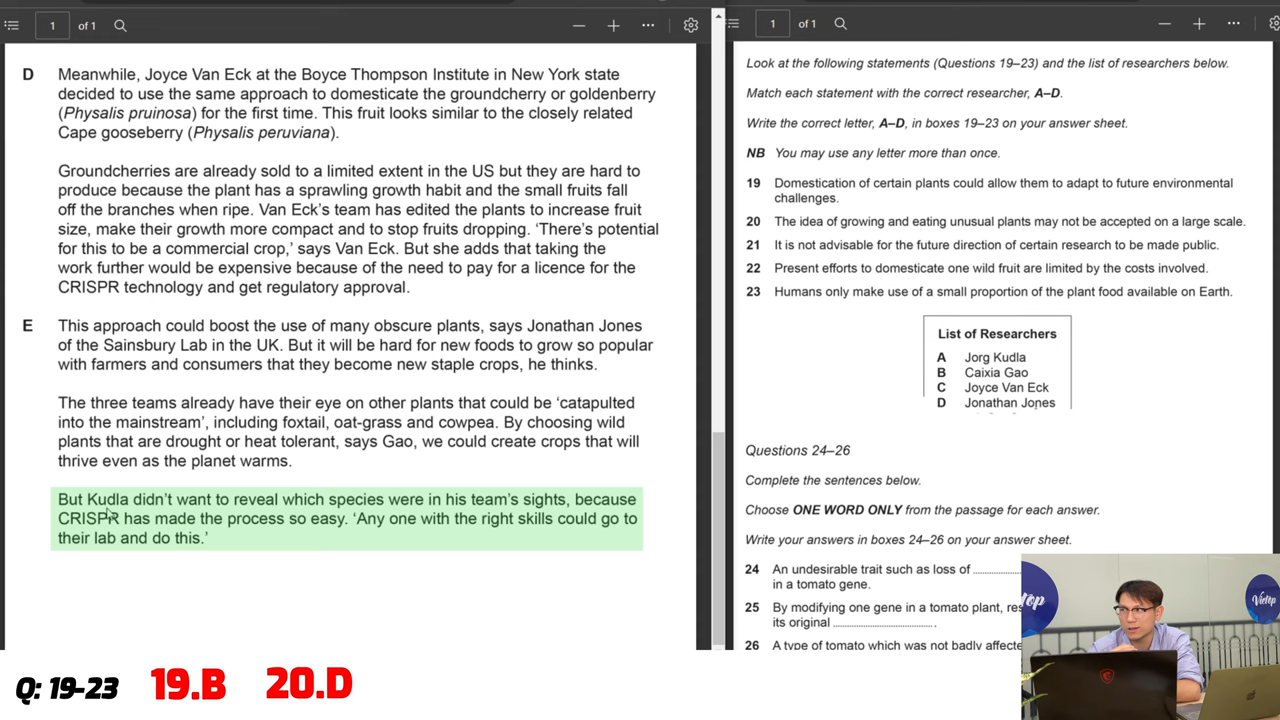 1 of 1
D Meanwhile, Joyce Van Eck at the Boyce Thompson Institute in New York state
decided to use the same approach to domesticate the groundcherry or goldenberry
(Physalis pruinosa) for the first time. This fruit looks similar to the closely related
Cape gooseberry (Physalis peruviana).
Groundcherries are already sold to a limited extent in the US but they are hard to
produce because the plant has a sprawling growth habit and the small fruits fall
off the branches when ripe. Van Eck's team has edited the plants to increase fruit
size, make their growth more compact and to stop fruits dropping. 'There's potential
for this to be a commercial crop,' says Van Eck. But she adds that taking the
work further would be expensive because of the need to pay for a licence for the
CRISPR technology and get regulatory approval.
E This approach could boost the use of many obscure plants, says Jonathan Jones
of the Sainsbury Lab in the UK. But it will be hard for new foods to grow so popular
with farmers and consumers that they become new staple crops, he thinks.
The three teams already have their eye on other plants that could be 'catapulted
into the mainstream', including foxtail, oat-grass and cowpea. By choosing wild
plants that are drought or heat tolerant, says Gao, we could create crops that will
thrive even as the planet warms.
But Kudla didn't want to reveal which species were in his team's sights, because
CRISPR has made the process so easy. 'Any one with the right skills could go to
their lab and do this.'
1 of 1
Look at the following statements (Questions 19–23) and the list of researchers below.
Match each statement with the correct researcher, A–D.
Write the correct letter, A–D, in boxes 19–23 on your answer sheet.
NB You may use any letter more than once.
19 Domestication of certain plants could allow them to adapt to future environmental
challenges.
20 The idea of growing and eating unusual plants may not be accepted on a large scale.
21 It is not advisable for the future direction of certain research to be made public.
22 Present efforts to domesticate one wild fruit are limited by the costs involved.
23 Humans only make use of a small proportion of the plant food available on Earth.
List of Researchers
A Jorg Kudla
B Caixia Gao
C Joyce Van Eck
D Jonathan Jones
Questions 24–26
Complete the sentences below.
Choose ONE WORD ONLY from the passage for each answer.
Write your answers in boxes 24–26 on your answer sheet.
24 An undesirable trait such as loss of ....................
in a tomato gene.
25 By modifying one gene in a tomato plant, res
its original .............................. .
26 A type of tomato which was not badly affecte
Vietop
Q: 19-23 19.B 20.D